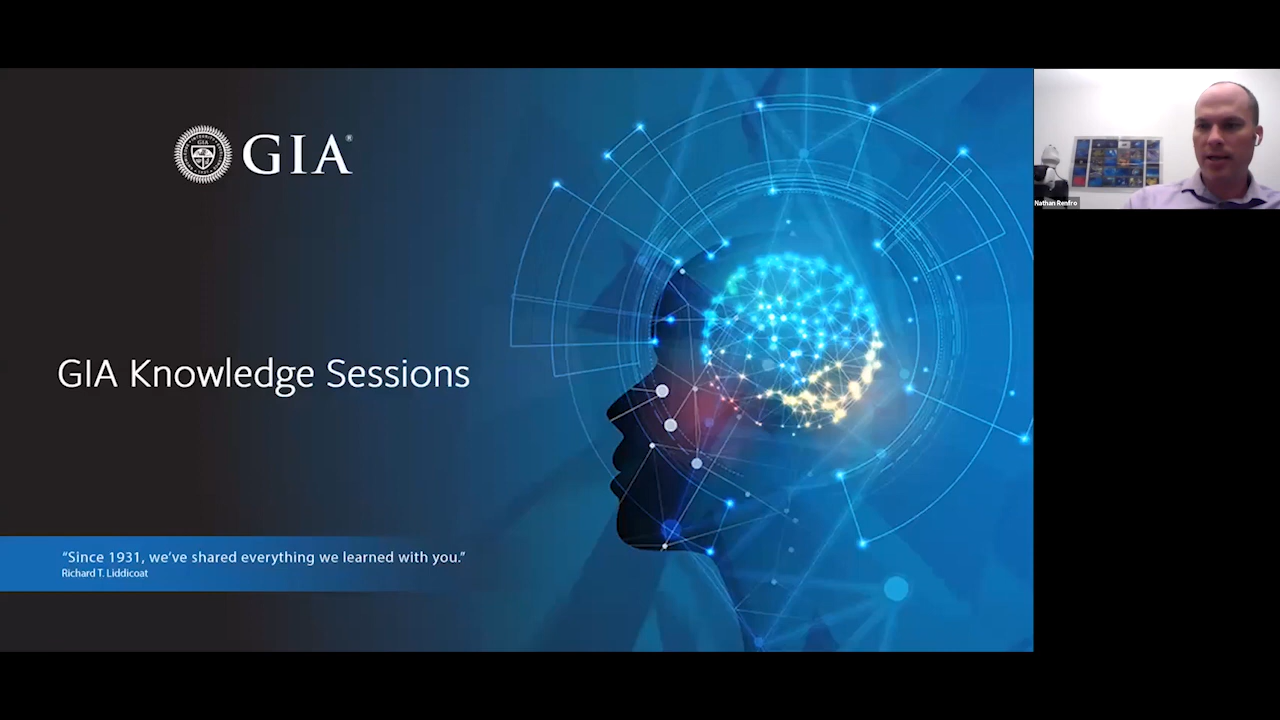 GIA®
GIA Knowledge Sessions
“Since 1931, we’ve shared everything we learned with you.”
Richard T. Liddicoat
Nathan Renfro